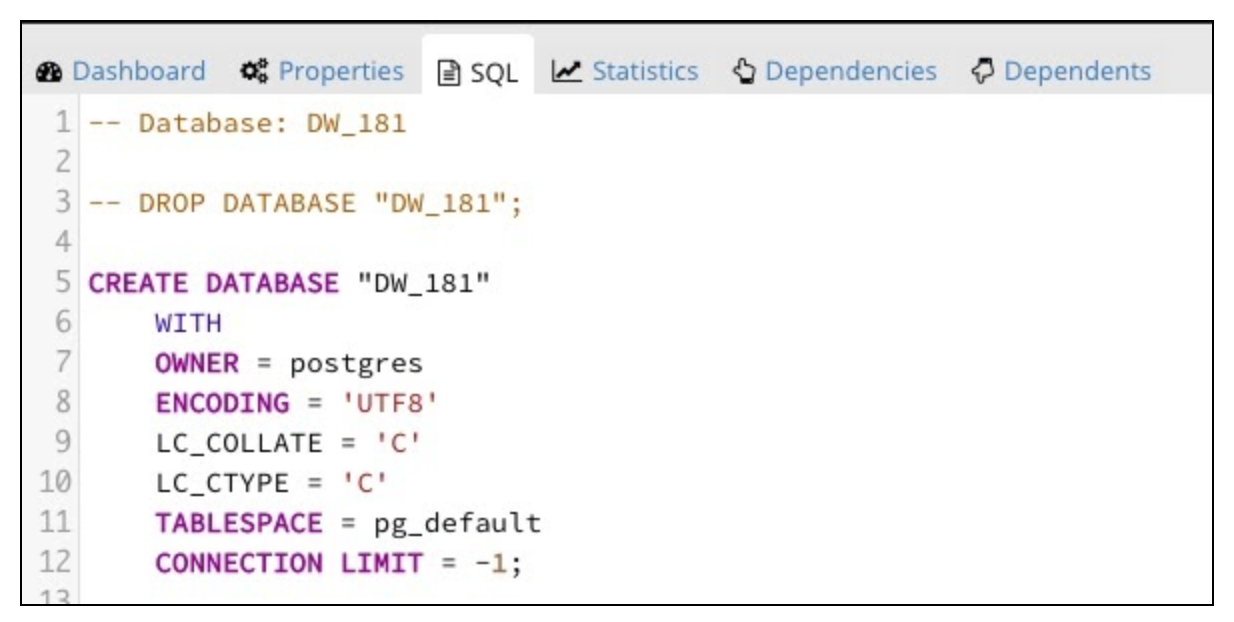 Dashboard Properties SQL Statistics Dependencies Dependents
1 -- Database: DW_181
2
3 -- DROP DATABASE "DW_181";
4
5 CREATE DATABASE "DW_181"
6 WITH
7 OWNER = postgres
8 ENCODING = 'UTF8'
9 LC_COLLATE = 'C'
10 LC_CTYPE = 'C'
11 TABLESPACE = pg_default
12 CONNECTION LIMIT = -1;
13